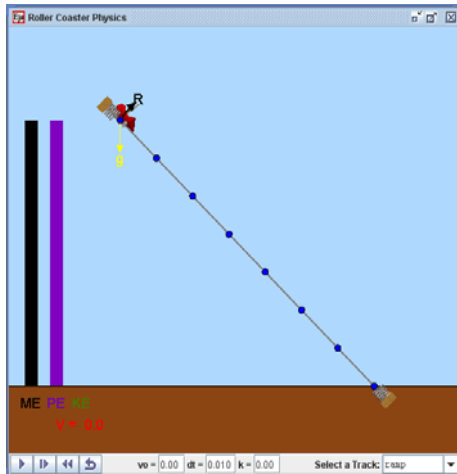 Roller Coaster Physics
R
g
ME PE KE
V = 0.0
vo = 0.00 dt = 0.010 k = 0.00 Select a Track: ramp